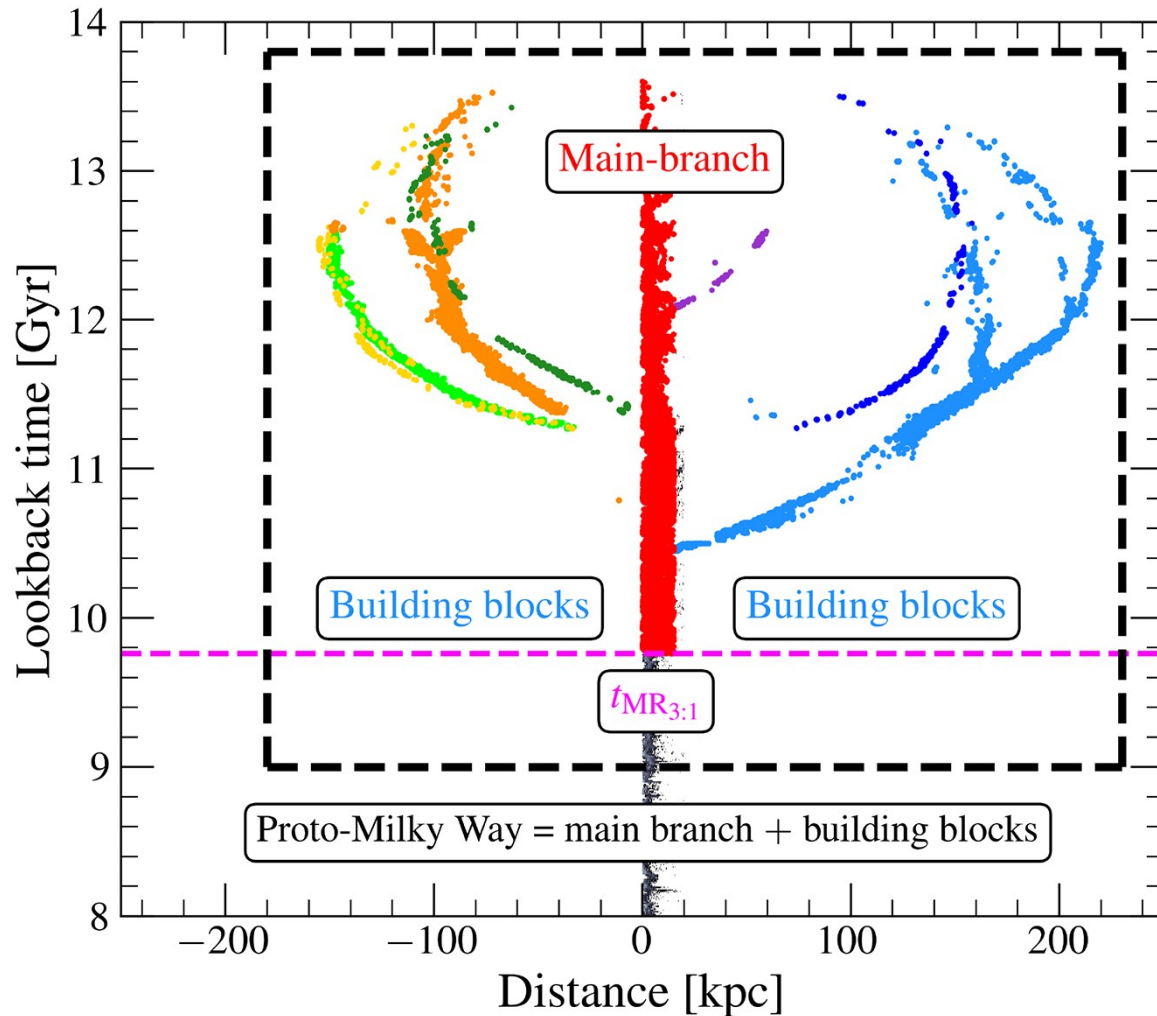 14
13
12
11
10
9
8
Lookback time [Gyr]
Main-branch
Building blocks
Building blocks
t_MR_3:1
Proto-Milky Way = main branch + building blocks
−200
−100
0
100
200
Distance [kpc]